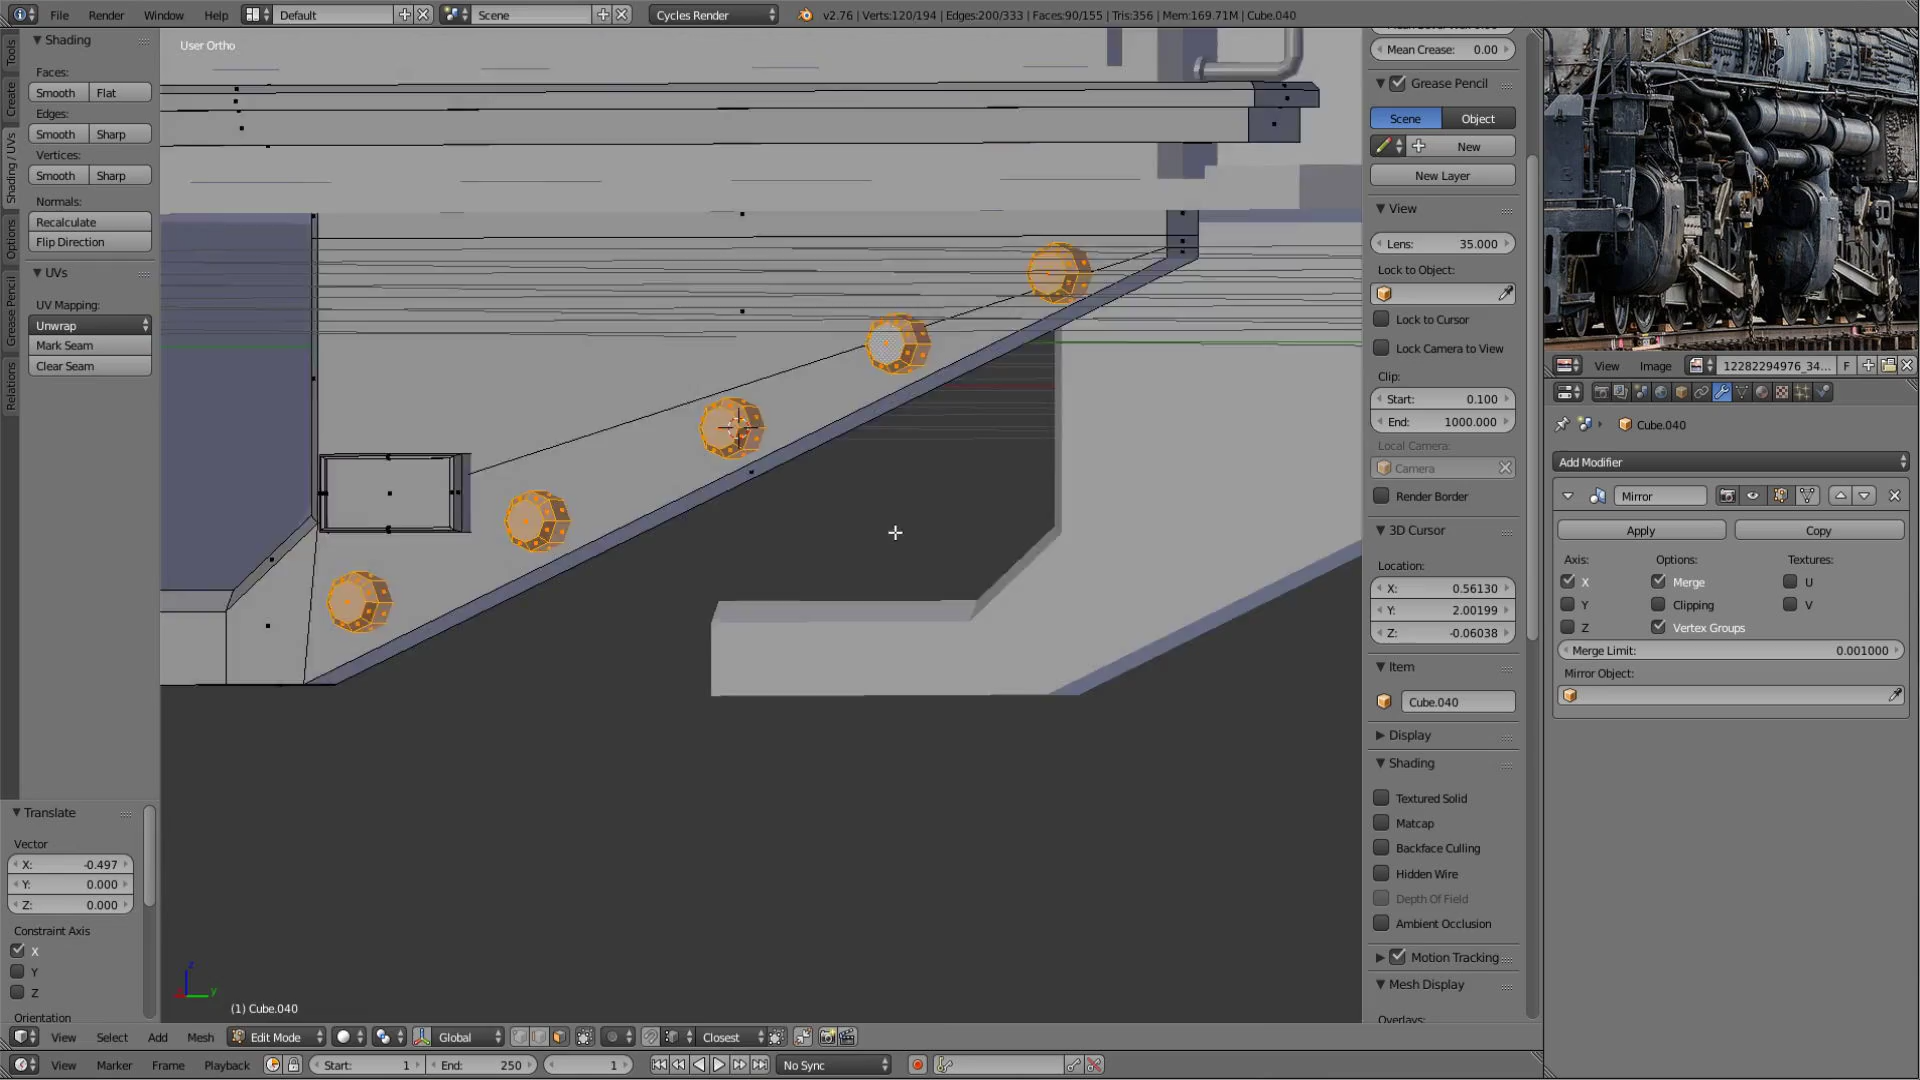 File Render Window Help Default Scene Cycles Render v2.76 | Verts:120/194 | Edges:200/333 | Faces:90/155 | Tris:356 | Mem:169.71M | Cube.040
Tools
Create
Shading / UVs
Options
Grease Pencil
Relations
Shading
Faces:
Smooth Flat
Edges:
Smooth Sharp
Vertices:
Smooth Sharp
Normals:
Recalculate
Flip Direction
UVs
UV Mapping:
Unwrap
Mark Seam
Clear Seam
Translate
Vector
X: -0.497
Y: 0.000
Z: 0.000
Constraint Axis
X
Y
Z
Orientation
User Ortho
z
y
(1) Cube.040
Mean Crease: 0.00
Grease Pencil
Scene Object
New
New Layer
View
Lens: 35.000
Lock to Object:
Lock to Cursor
Lock Camera to View
Clip:
Start: 0.100
End: 1000.000
Local Camera:
Camera
Render Border
3D Cursor
Location:
X: 0.56130
Y: 2.00199
Z: -0.06038
Item
Cube.040
Display
Shading
Textured Solid
Matcap
Backface Culling
Hidden Wire
Depth Of Field
Ambient Occlusion
Motion Tracking
Mesh Display
Overlays:
View Image 12282294976_34... F
Cube.040
Add Modifier
Mirror
Apply Copy
Axis: Options: Textures:
X Merge U
Y Clipping V
Z Vertex Groups
Merge Limit: 0.001000
Mirror Object:
View Select Add Mesh Edit Mode Global Closest
View Marker Frame Playback Start: 1 End: 250 1 No Sync